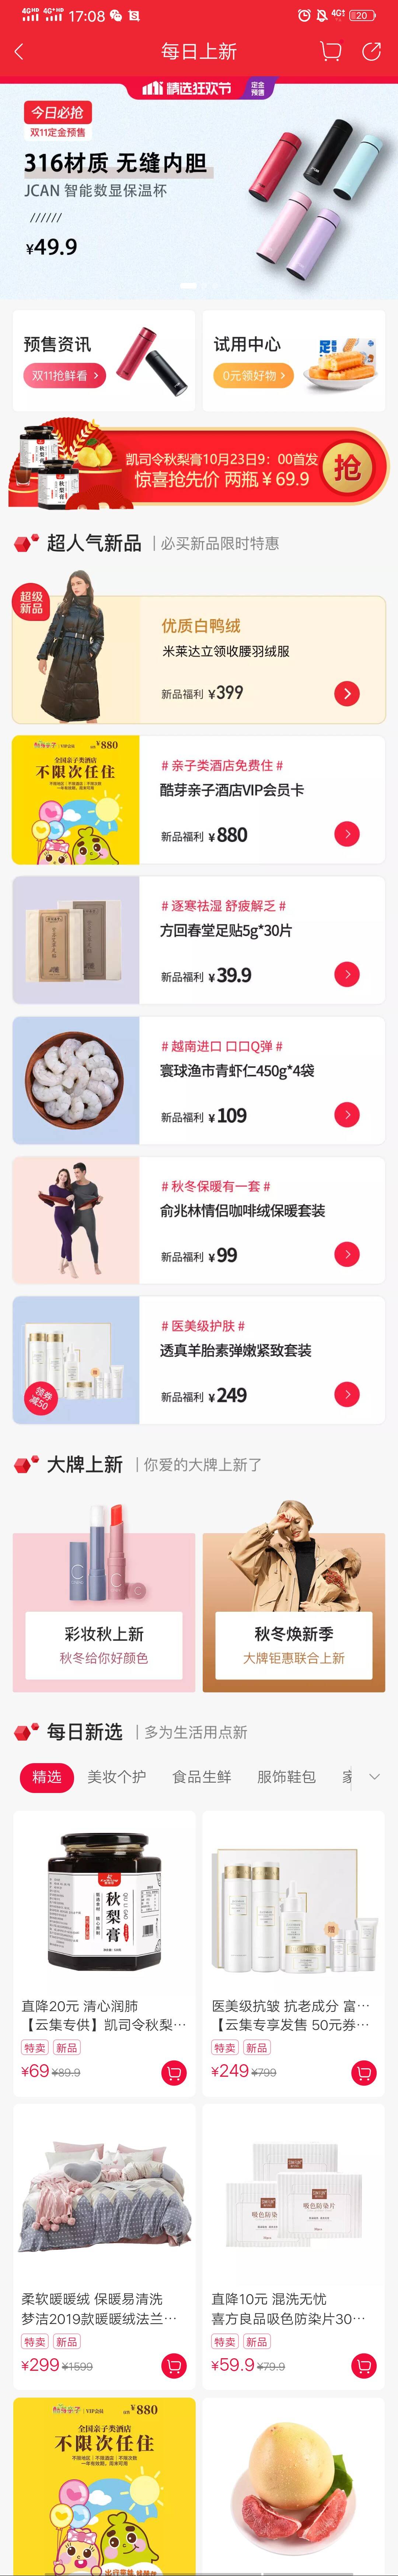 4G HD 4G+ HD 17:08 4G+ 20
每日上新
精选狂欢节 定金预售
今日必抢
双11定金预售
316材质 无缝内胆
JCAN 智能数显保温杯
//////
¥49.9
预售资讯
双11抢鲜看 >
试用中心
0元领好物 >
凯司令秋梨膏10月23日9：00首发
惊喜抢先价 两瓶￥69.9
抢
超人气新品 | 必买新品限时特惠
超级
新品
优质白鸭绒
米莱达立领收腰羽绒服
新品福利 ¥399
¥880
全国亲子类酒店
不限次任住
# 亲子类酒店免费住 #
酷芽亲子酒店VIP会员卡
新品福利 ¥880
# 逐寒祛湿 舒疲解乏 #
方回春堂足贴5g*30片
新品福利 ¥39.9
# 越南进口 口口Q弹 #
寰球渔市青虾仁450g*4袋
新品福利 ¥109
# 秋冬保暖有一套 #
俞兆林情侣咖啡绒保暖套装
新品福利 ¥99
# 医美级护肤 #
透真羊胎素弹嫩紧致套装
新品福利 ¥249
领券
减50
大牌上新 | 你爱的大牌上新了
彩妆秋上新
秋冬给你好颜色
秋冬焕新季
大牌钜惠联合上新
每日新选 | 多为生活用点新
精选 美妆个护 食品生鲜 服饰鞋包 家
秋梨膏
直降20元 清心润肺
【云集专供】凯司令秋梨…
特卖 新品
¥69 ¥89.9
赠
医美级抗皱 抗老成分 富…
【云集专享发售 50元券…
特卖 新品
¥249 ¥799
柔软暖暖绒 保暖易清洗
梦洁2019款暖暖绒法兰…
特卖 新品
¥299 ¥1599
吸色防染片
直降10元 混洗无忧
喜方良品吸色防染片30…
特卖 新品
¥59.9 ¥79.9
¥880
全国亲子类酒店
不限次任住